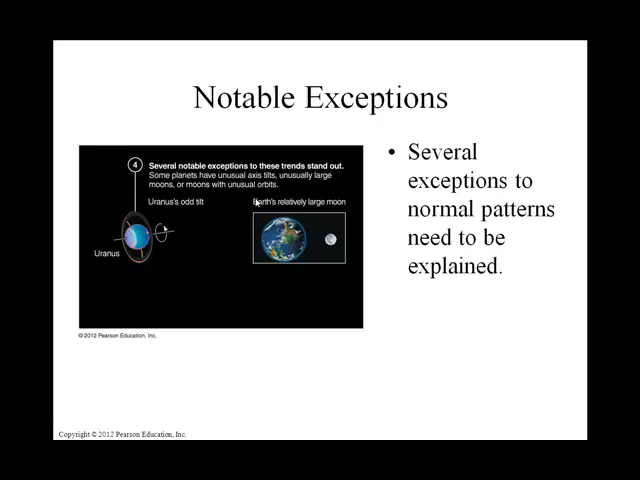 Notable Exceptions
4
Several notable exceptions to these trends stand out.
Some planets have unusual axis tilts, unusually large
moons, or moons with unusual orbits.
Uranus's odd tilt
Earth's relatively large moon
Uranus
© 2012 Pearson Education, Inc.
• Several
exceptions to
normal patterns
need to be
explained.
Copyright © 2012 Pearson Education, Inc.